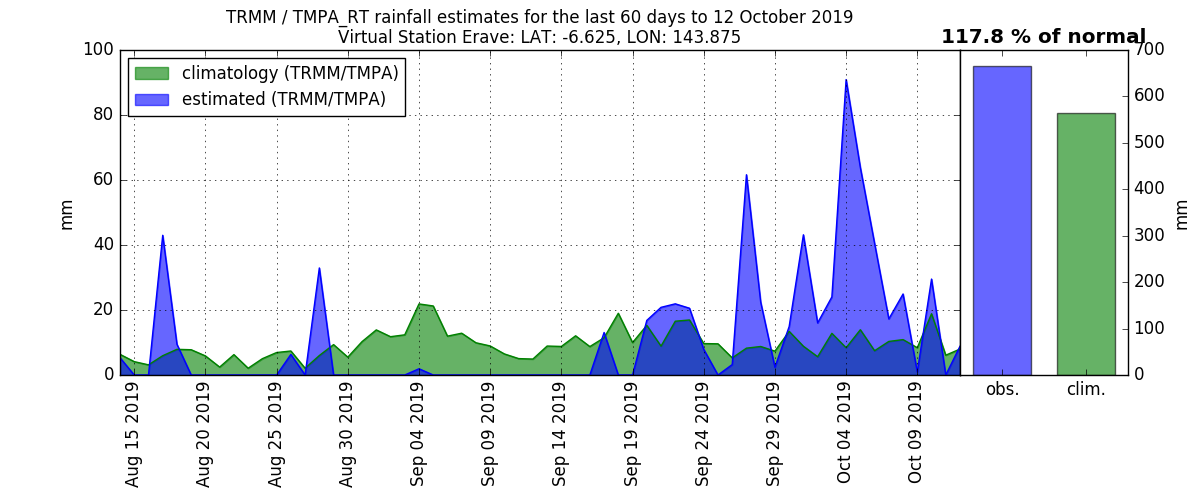 TRMM / TMPA_RT rainfall estimates for the last 60 days to 12 October 2019
Virtual Station Erave: LAT: -6.625, LON: 143.875
117.8 % of normal
climatology (TRMM/TMPA)
estimated (TRMM/TMPA)
mm
100
80
60
40
20
0
Aug 15 2019
Aug 20 2019
Aug 25 2019
Aug 30 2019
Sep 04 2019
Sep 09 2019
Sep 14 2019
Sep 19 2019
Sep 24 2019
Sep 29 2019
Oct 04 2019
Oct 09 2019
obs.
clim.
700
600
500
400
300
200
100
0
mm